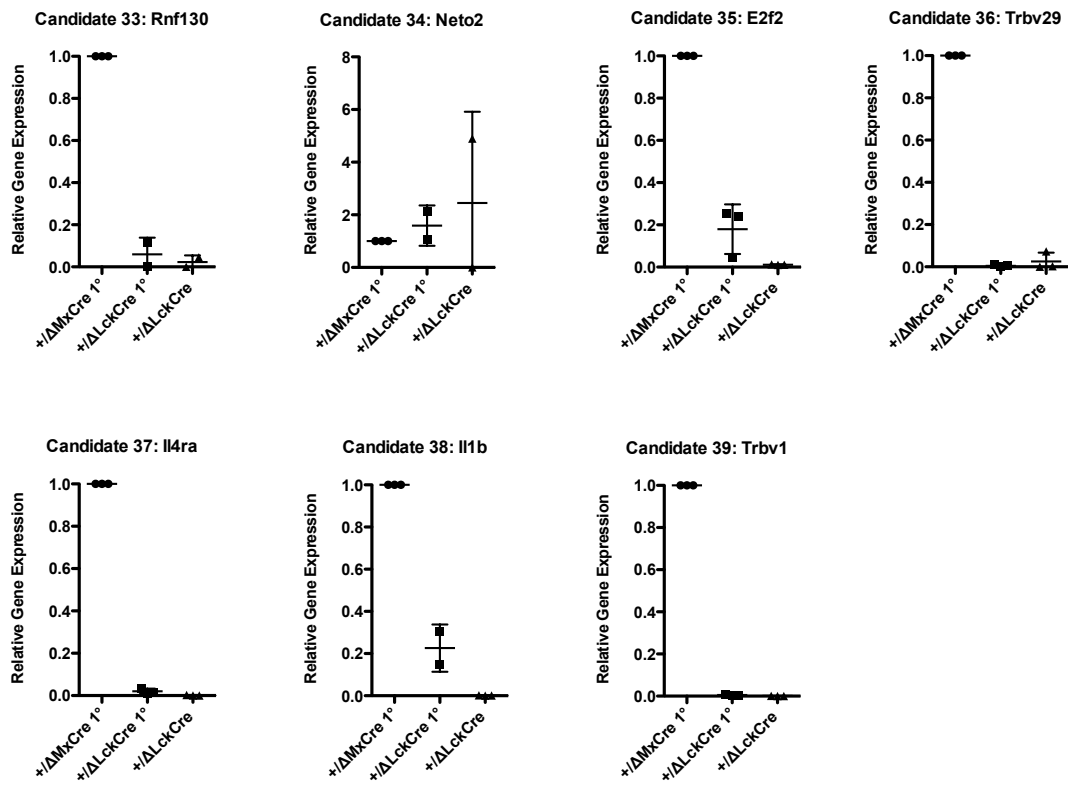 Candidate 33: Rnf130
Relative Gene Expression
1.0
0.8
0.6
0.4
0.2
0.0
+/ΔMxCre 1°
+/ΔLckCre 1°
+/ΔLckCre
Candidate 34: Neto2
Relative Gene Expression
8
6
4
2
0
+/ΔMxCre 1°
+/ΔLckCre 1°
+/ΔLckCre
Candidate 35: E2f2
Relative Gene Expression
1.0
0.8
0.6
0.4
0.2
0.0
+/ΔMxCre 1°
+/ΔLckCre 1°
+/ΔLckCre
Candidate 36: Trbv29
Relative Gene Expression
1.0
0.8
0.6
0.4
0.2
0.0
+/ΔMxCre 1°
+/ΔLckCre 1°
+/ΔLckCre
Candidate 37: Il4ra
Relative Gene Expression
1.0
0.8
0.6
0.4
0.2
0.0
+/ΔMxCre 1°
+/ΔLckCre 1°
+/ΔLckCre
Candidate 38: Il1b
Relative Gene Expression
1.0
0.8
0.6
0.4
0.2
0.0
+/ΔMxCre 1°
+/ΔLckCre 1°
+/ΔLckCre
Candidate 39: Trbv1
Relative Gene Expression
1.0
0.8
0.6
0.4
0.2
0.0
+/ΔMxCre 1°
+/ΔLckCre 1°
+/ΔLckCre